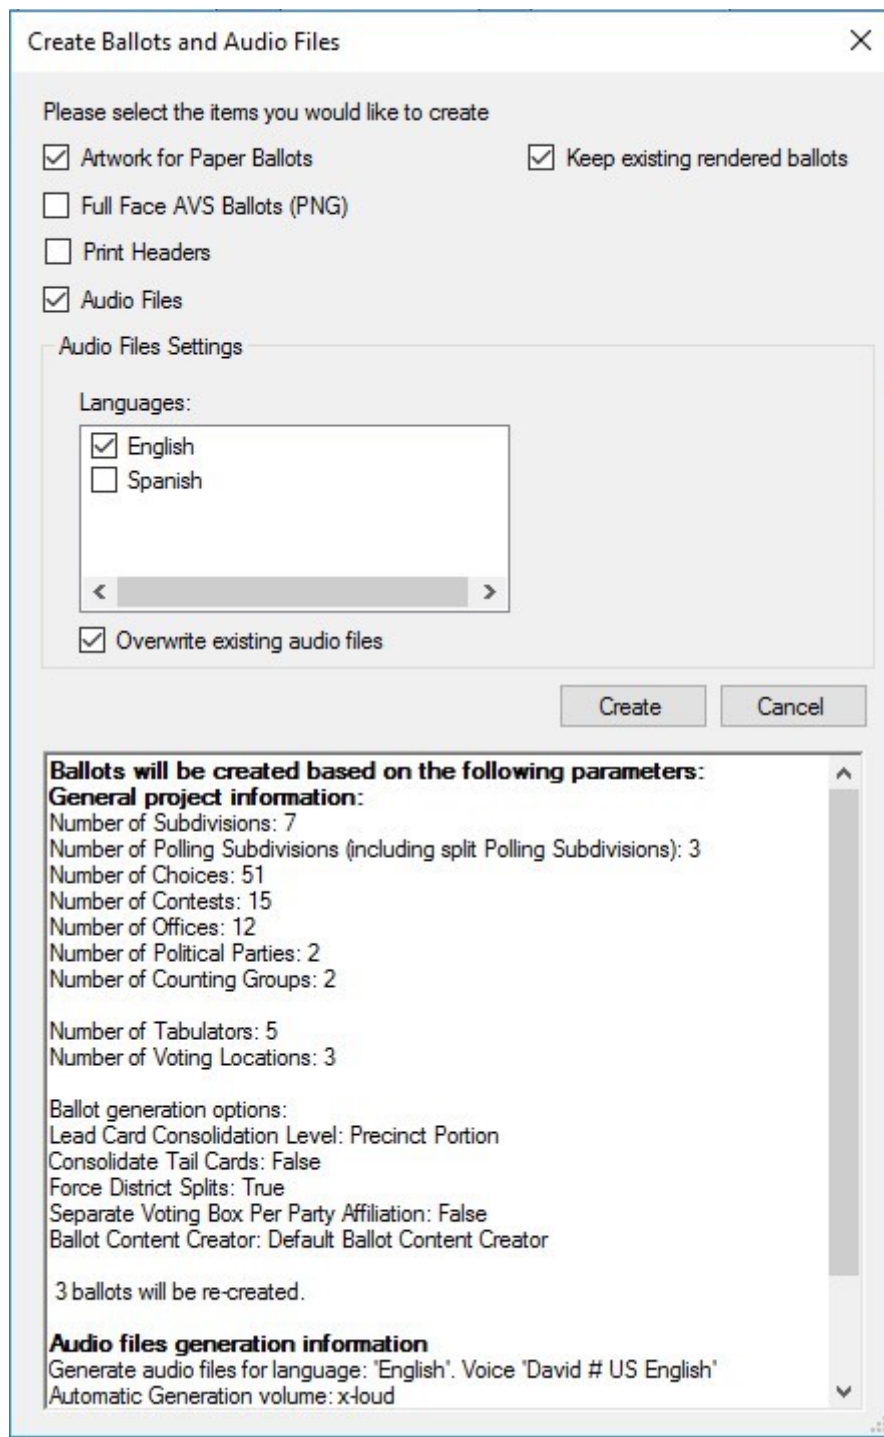 Create Ballots and Audio Files
Please select the items you would like to create
Artwork for Paper Ballots
Keep existing rendered ballots
Full Face AVS Ballots (PNG)
Print Headers
Audio Files
Audio Files Settings
Languages:
English
Spanish
Overwrite existing audio files
Create
Cancel
Ballots will be created based on the following parameters:
General project information:
Number of Subdivisions: 7
Number of Polling Subdivisions (including split Polling Subdivisions): 3
Number of Choices: 51
Number of Contests: 15
Number of Offices: 12
Number of Political Parties: 2
Number of Counting Groups: 2
Number of Tabulators: 5
Number of Voting Locations: 3
Ballot generation options:
Lead Card Consolidation Level: Precinct Portion
Consolidate Tail Cards: False
Force District Splits: True
Separate Voting Box Per Party Affiliation: False
Ballot Content Creator: Default Ballot Content Creator
3 ballots will be re-created.
Audio files generation information
Generate audio files for language: 'English'. Voice 'David # US English'
Automatic Generation volume: x-loud